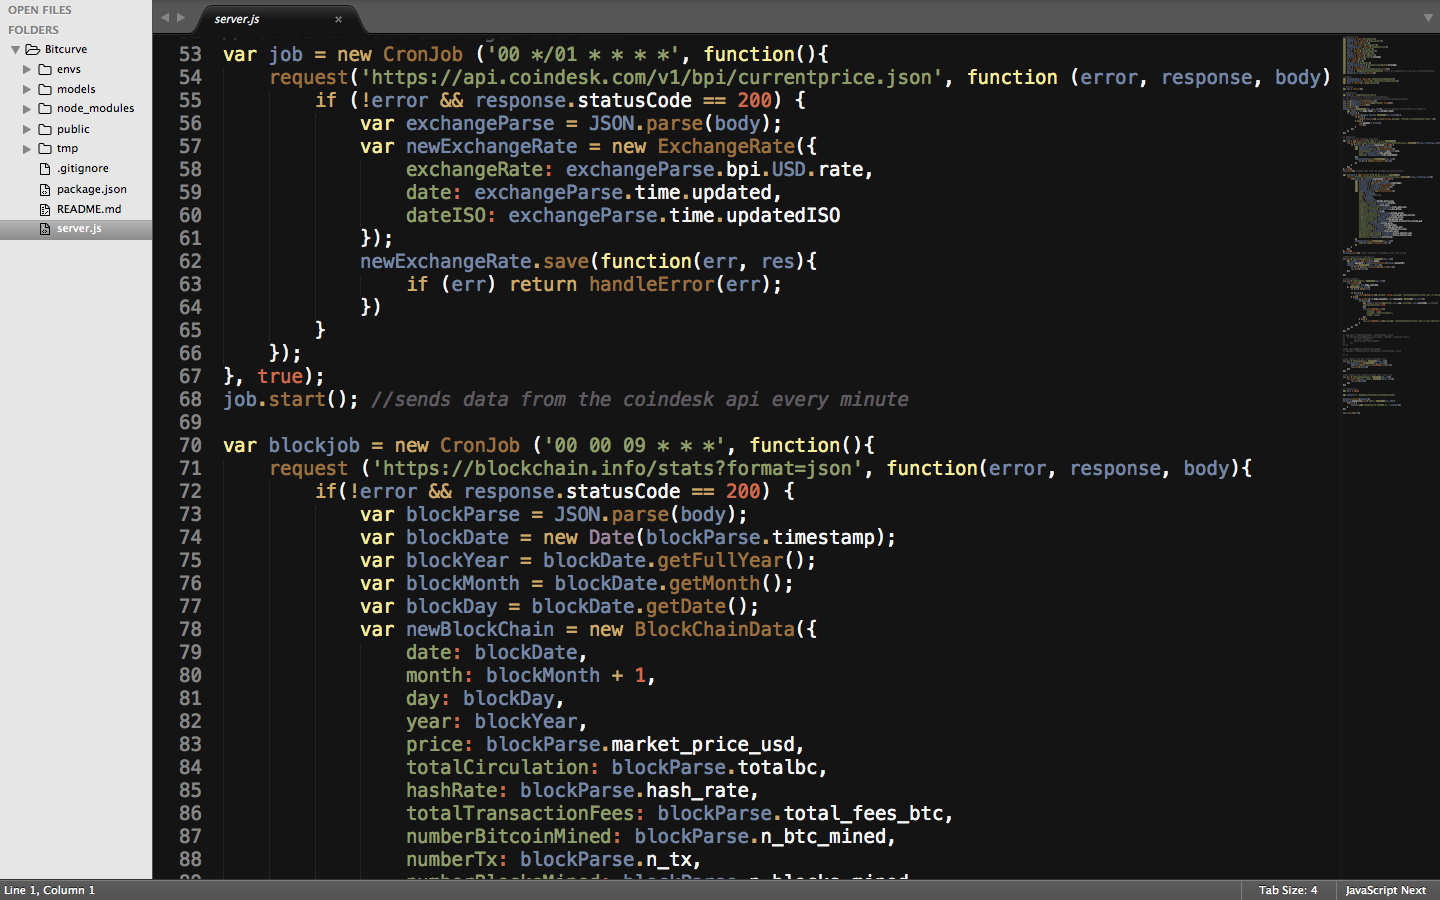 OPEN FILES
FOLDERS
Bitcurve
envs
models
node_modules
public
tmp
.gitignore
package.json
README.md
server.js
server.js ×
53 var job = new CronJob ('00 */01 * * * *', function(){
54 request('https://api.coindesk.com/v1/bpi/currentprice.json', function (error, response, body)
55 if (!error && response.statusCode == 200) {
56 var exchangeParse = JSON.parse(body);
57 var newExchangeRate = new ExchangeRate({
58 exchangeRate: exchangeParse.bpi.USD.rate,
59 date: exchangeParse.time.updated,
60 dateISO: exchangeParse.time.updatedISO
61 });
62 newExchangeRate.save(function(err, res){
63 if (err) return handleError(err);
64 })
65 }
66 });
67 }, true);
68 job.start(); //sends data from the coindesk api every minute
69
70 var blockjob = new CronJob ('00 00 09 * * *', function(){
71 request ('https://blockchain.info/stats?format=json', function(error, response, body){
72 if(!error && response.statusCode == 200) {
73 var blockParse = JSON.parse(body);
74 var blockDate = new Date(blockParse.timestamp);
75 var blockYear = blockDate.getFullYear();
76 var blockMonth = blockDate.getMonth();
77 var blockDay = blockDate.getDate();
78 var newBlockChain = new BlockChainData({
79 date: blockDate,
80 month: blockMonth + 1,
81 day: blockDay,
82 year: blockYear,
83 price: blockParse.market_price_usd,
84 totalCirculation: blockParse.totalbc,
85 hashRate: blockParse.hash_rate,
86 totalTransactionFees: blockParse.total_fees_btc,
87 numberBitcoinMined: blockParse.n_btc_mined,
88 numberTx: blockParse.n_tx,
Line 1, Column 1
Tab Size: 4
JavaScript Next